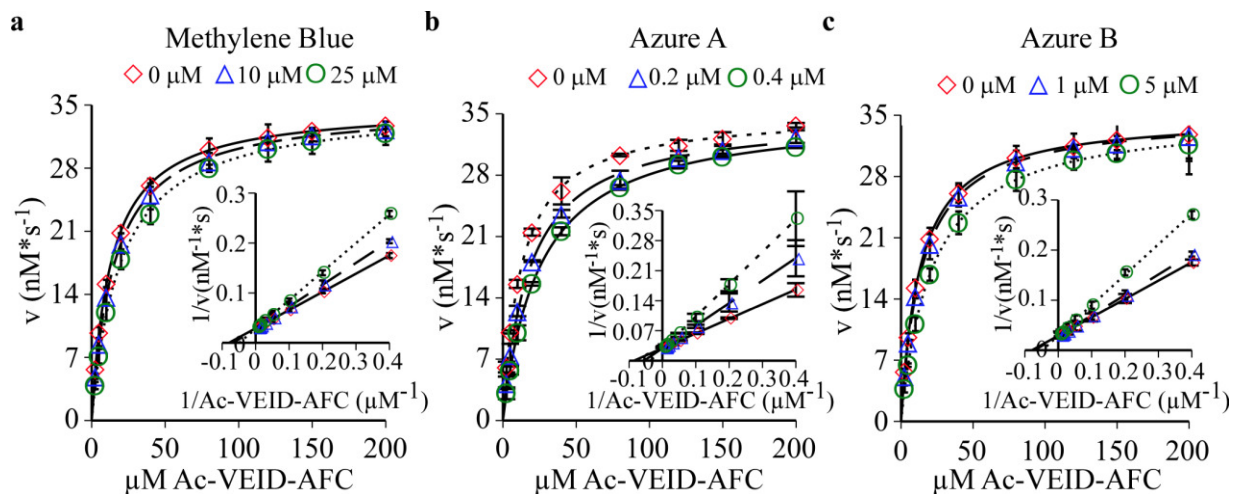 a
Methylene Blue
0 µM 10 µM 25 µM
35
28
21
14
7
0
v (nM*s-1)
0 50 100 150 200
µM Ac-VEID-AFC
0.3
0.2
0.1
0
1/v(nM-1*s)
-0.1 0 0.1 0.2 0.3 0.4
1/Ac-VEID-AFC (µM-1)
b
Azure A
0 µM 0.2 µM 0.4 µM
35
28
21
14
7
0
v (nM*s-1)
0 50 100 150 200
µM Ac-VEID-AFC
0.35
0.27
0.20
0.15
0.07
1/v(nM-1*s)
-0.1 0 0.1 0.2 0.3 0.4
1/Ac-VEID-AFC (µM-1)
c
Azure B
0 µM 1 µM 5 µM
35
28
21
14
7
0
v (nM*s-1)
0 50 100 150 200
µM Ac-VEID-AFC
0.3
0.2
0.1
0
1/v(nM-1*s)
-0.1 0 0.1 0.2 0.3 0.4
1/Ac-VEID-AFC (µM-1)